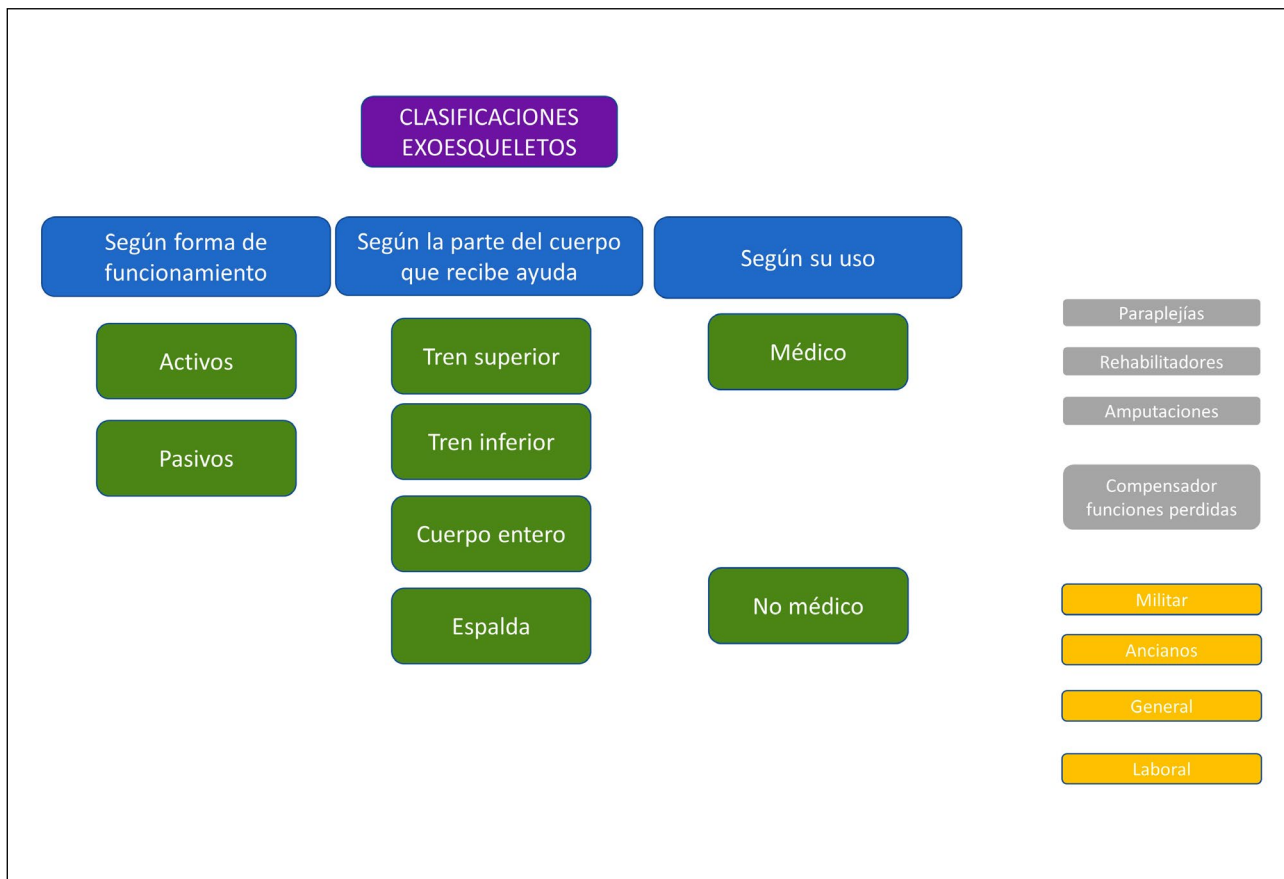 CLASIFICACIONES
EXOESQUELETOS
Según forma de
funcionamiento
Activos
Pasivos
Según la parte del cuerpo
que recibe ayuda
Tren superior
Tren inferior
Cuerpo entero
Espalda
Según su uso
Médico
No médico
Paraplejías
Rehabilitadores
Amputaciones
Compensador
funciones perdidas
Militar
Ancianos
General
Laboral